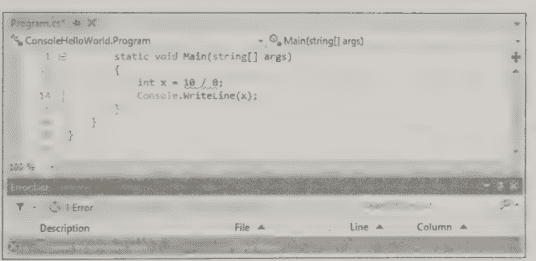 Program.cs*
ConsoleHelloWorld.Program Main(string[] args)
1 static void Main(string[] args)
{
int x = 10 / 0;
14 Console.WriteLine(x);
}
}
}
100 %
Error List
1 Error
Description File Line Column